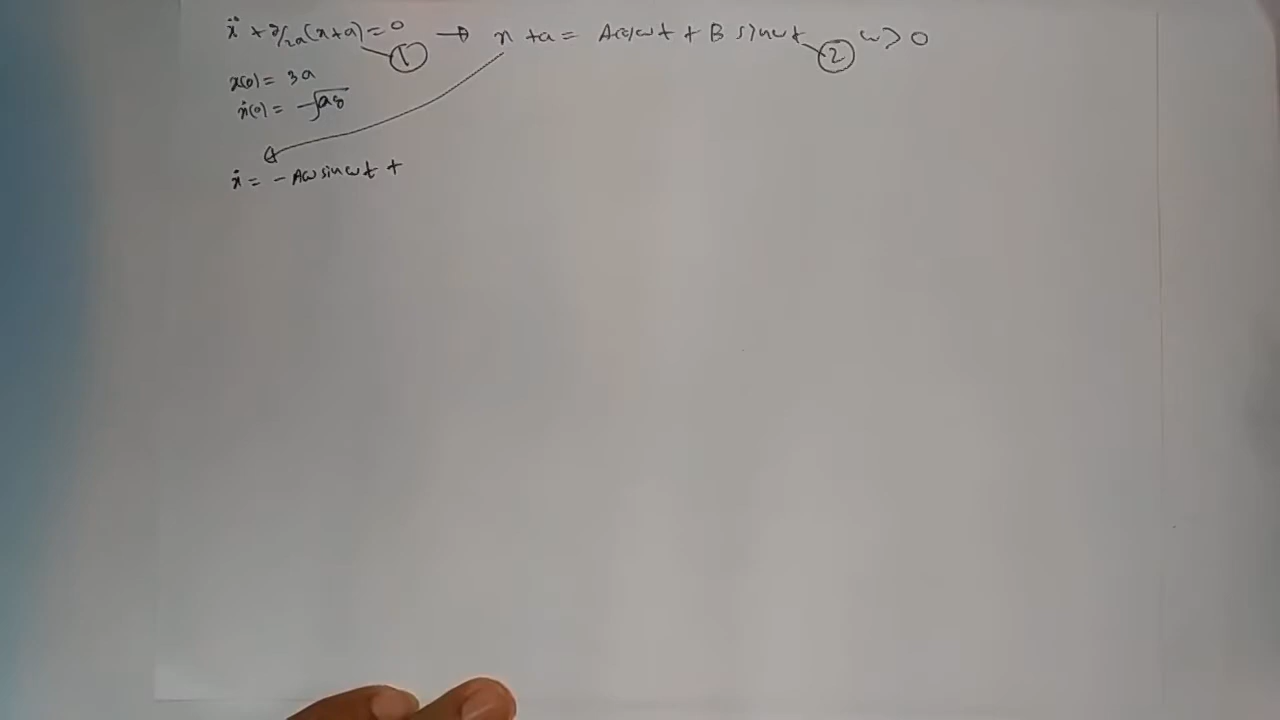 ẍ + g/2a(x+a) = 0 → x + a = A cos ωt + B sin ωt ω > 0
① ②
x(0) = 3a
ẋ(0) = -√ag
ẋ = - Aω sin ωt +